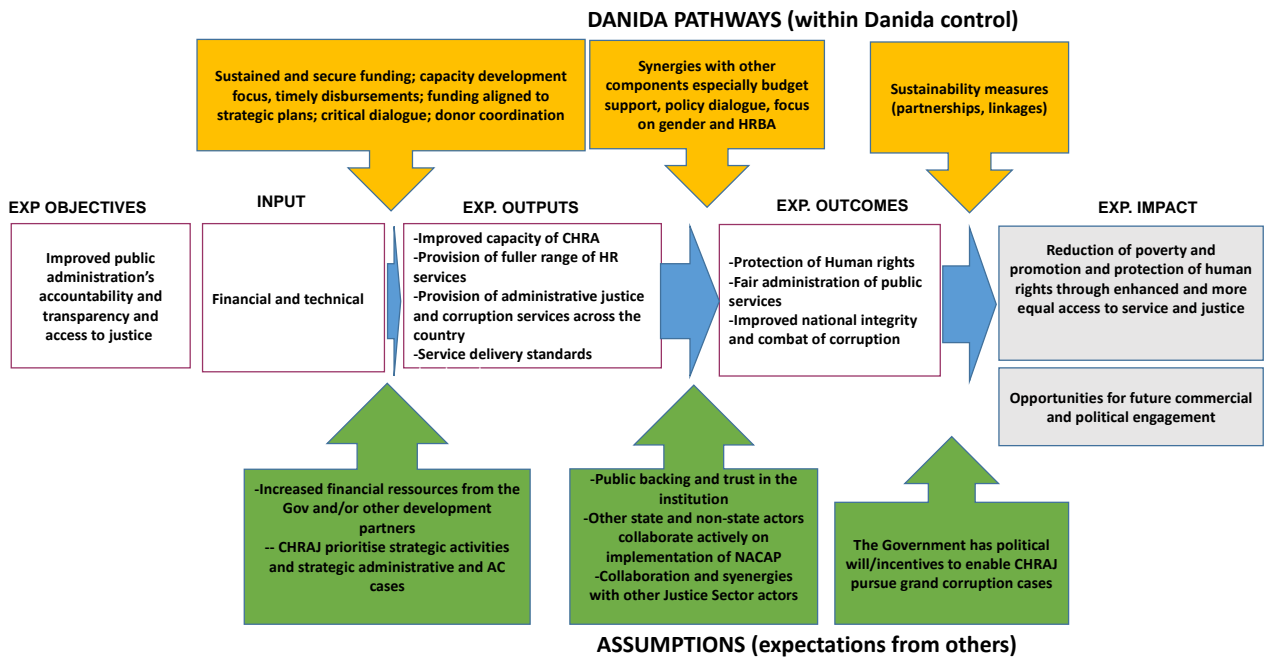 DANIDA PATHWAYS (within Danida control)
Sustained and secure funding; capacity development
focus, timely disbursements; funding aligned to
strategic plans; critical dialogue; donor coordination
Synergies with other
components especially budget
support, policy dialogue, focus
on gender and HRBA
Sustainability measures
(partnerships, linkages)
EXP OBJECTIVES
INPUT
EXP. OUTPUTS
EXP. OUTCOMES
EXP. IMPACT
Improved public
administration’s
accountability and
transparency and
access to justice
Financial and technical
-Improved capacity of CHRA
-Provision of fuller range of HR
services
-Provision of administrative justice
and corruption services across the
country
-Service delivery standards
-Protection of Human rights
-Fair administration of public
services
-Improved national integrity
and combat of corruption
Reduction of poverty and
promotion and protection of human
rights through enhanced and more
equal access to service and justice
Opportunities for future commercial
and political engagement
-Increased financial ressources from the
Gov and/or other development
partners
-- CHRAJ prioritise strategic activities
and strategic administrative and AC
cases
-Public backing and trust in the
institution
-Other state and non-state actors
collaborate actively on
implementation of NACAP
-Collaboration and syenergies
with other Justice Sector actors
The Government has political
will/incentives to enable CHRAJ
pursue grand corruption cases
ASSUMPTIONS (expectations from others)